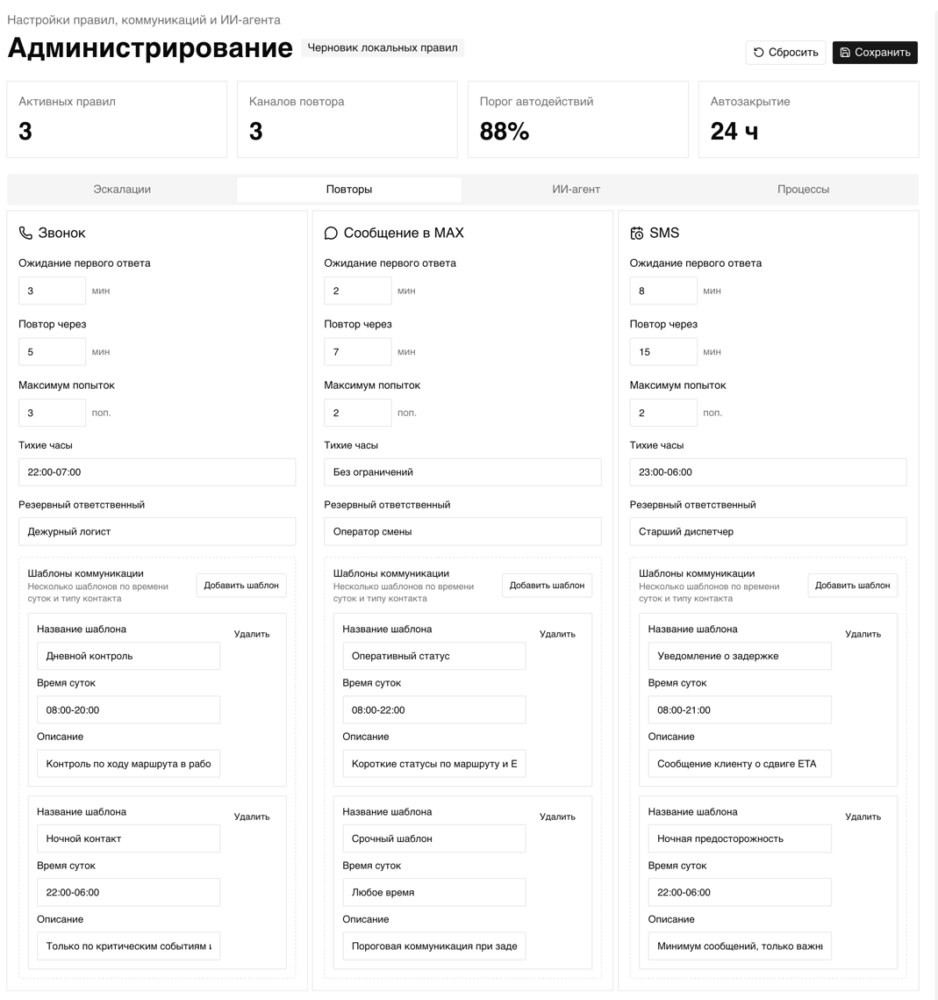 Настройки правил, коммуникаций и ИИ-агента
Администрирование
Черновик локальных правил
Сбросить
Сохранить
Активных правил
3
Каналов повтора
3
Порог автодействий
88%
Автозакрытие
24 ч
Эскалации
Повторы
ИИ-агент
Процессы
Звонок
Ожидание первого ответа
3 мин
Повтор через
5 мин
Максимум попыток
3 поп.
Тихие часы
22:00-07:00
Резервный ответственный
Дежурный логист
Шаблоны коммуникации
Несколько шаблонов по времени
суток и типу контакта
Добавить шаблон
Название шаблона
Удалить
Дневной контроль
Время суток
08:00-20:00
Описание
Контроль по ходу маршрута в рабо
Название шаблона
Удалить
Ночной контакт
Время суток
22:00-06:00
Описание
Только по критическим событиям и
Сообщение в MAX
Ожидание первого ответа
2 мин
Повтор через
7 мин
Максимум попыток
2 поп.
Тихие часы
Без ограничений
Резервный ответственный
Оператор смены
Шаблоны коммуникации
Несколько шаблонов по времени
суток и типу контакта
Добавить шаблон
Название шаблона
Удалить
Оперативный статус
Время суток
08:00-22:00
Описание
Короткие статусы по маршруту и E
Название шаблона
Удалить
Срочный шаблон
Время суток
Любое время
Описание
Пороговая коммуникация при заде
SMS
Ожидание первого ответа
8 мин
Повтор через
15 мин
Максимум попыток
2 поп.
Тихие часы
23:00-06:00
Резервный ответственный
Старший диспетчер
Шаблоны коммуникации
Несколько шаблонов по времени
суток и типу контакта
Добавить шаблон
Название шаблона
Удалить
Уведомление о задержке
Время суток
08:00-21:00
Описание
Сообщение клиенту о сдвиге ETA
Название шаблона
Удалить
Ночная предосторожность
Время суток
22:00-06:00
Описание
Минимум сообщений, только важн